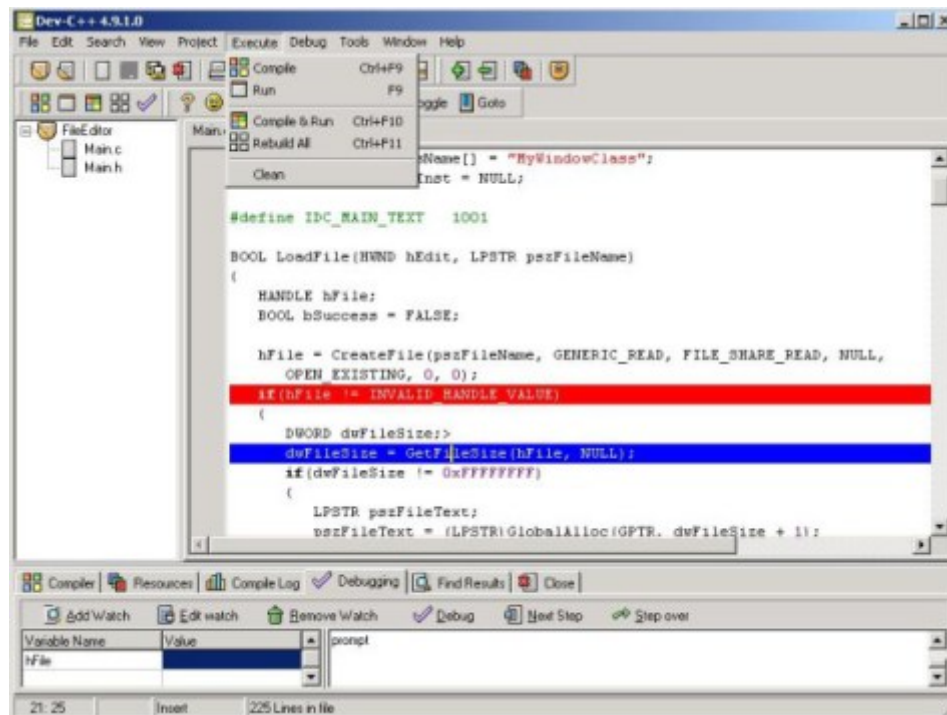 Dev-C++ 4.9.1.0
File Edit Search View Project Execute Debug Tools Window Help
Compile Ctrl+F9
Run F9
Compile & Run Ctrl+F10
Rebuild All Ctrl+F11
Clean
oggle Goto
FileEditor
Main.c
Main.h
Main.
Name[] = "MyWindowClass";
Inst = NULL;
#define IDC_MAIN_TEXT 1001
BOOL LoadFile(HWND hEdit, LPSTR pszFileName)
{
HANDLE hFile;
BOOL bSuccess = FALSE;
hFile = CreateFile(pszFileName, GENERIC_READ, FILE_SHARE_READ, NULL,
OPEN_EXISTING, 0, 0);
if(hFile != INVALID_HANDLE_VALUE)
{
DWORD dwFileSize;>
dwFileSize = GetFileSize(hFile, NULL);
if(dwFileSize != 0xFFFFFFFF)
{
LPSTR pszFileText;
pszFileText = (LPSTR)GlobalAlloc(GPTR, dwFileSize + 1);
Compiler Resources Compile Log Debugging Find Results Close
Add Watch Edit watch Remove Watch Debug Next Step Step over
Variable Name Value
hFile
prompt
21: 25 Insert 225 Lines in file